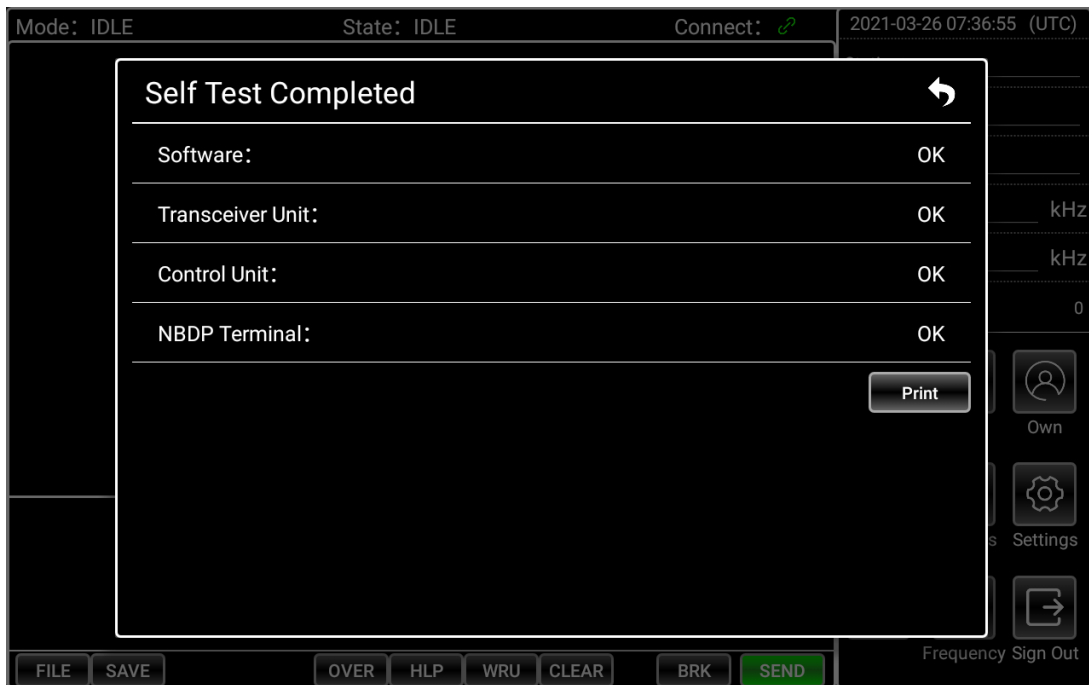 Mode: IDLE State: IDLE Connect: 2021-03-26 07:36:55 (UTC)
Self Test Completed
Software: OK
Transceiver Unit: OK
kHz
Control Unit: OK
kHz
NBDP Terminal: OK
0
Print
Own
Settings
Frequency Sign Out
FILE SAVE OVER HLP WRU CLEAR BRK SEND